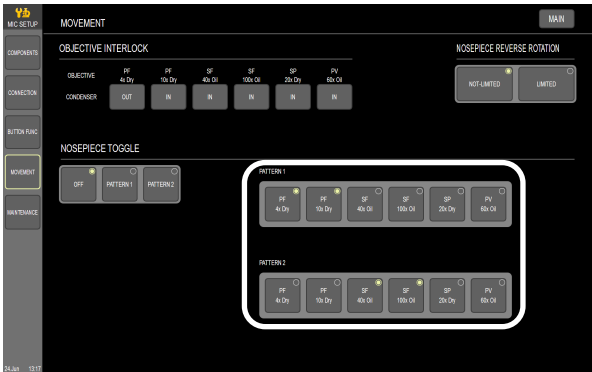 MIC SETUP
MOVEMENT
MAIN
COMPONENTS
CONNECTION
BUTTON FUNC
MOVEMENT
MAINTENANCE
24.Jun 13:17
OBJECTIVE INTERLOCK
OBJECTIVE PF 4x Dry PF 10x Dry SF 40x Oil SF 100x Oil SP 20x Dry PV 60x Oil
CONDENSER OUT IN IN IN IN IN
NOSEPIECE REVERSE ROTATION
NOT-LIMITED LIMITED
NOSEPIECE TOGGLE
OFF PATTERN 1 PATTERN 2
PATTERN 1
PF PF SF SF SP PV
4x Dry 10x Dry 40x Oil 100x Oil 20x Dry 60x Oil
PATTERN 2
PF PF SF SF SP PV
4x Dry 10x Dry 40x Oil 100x Oil 20x Dry 60x Oil